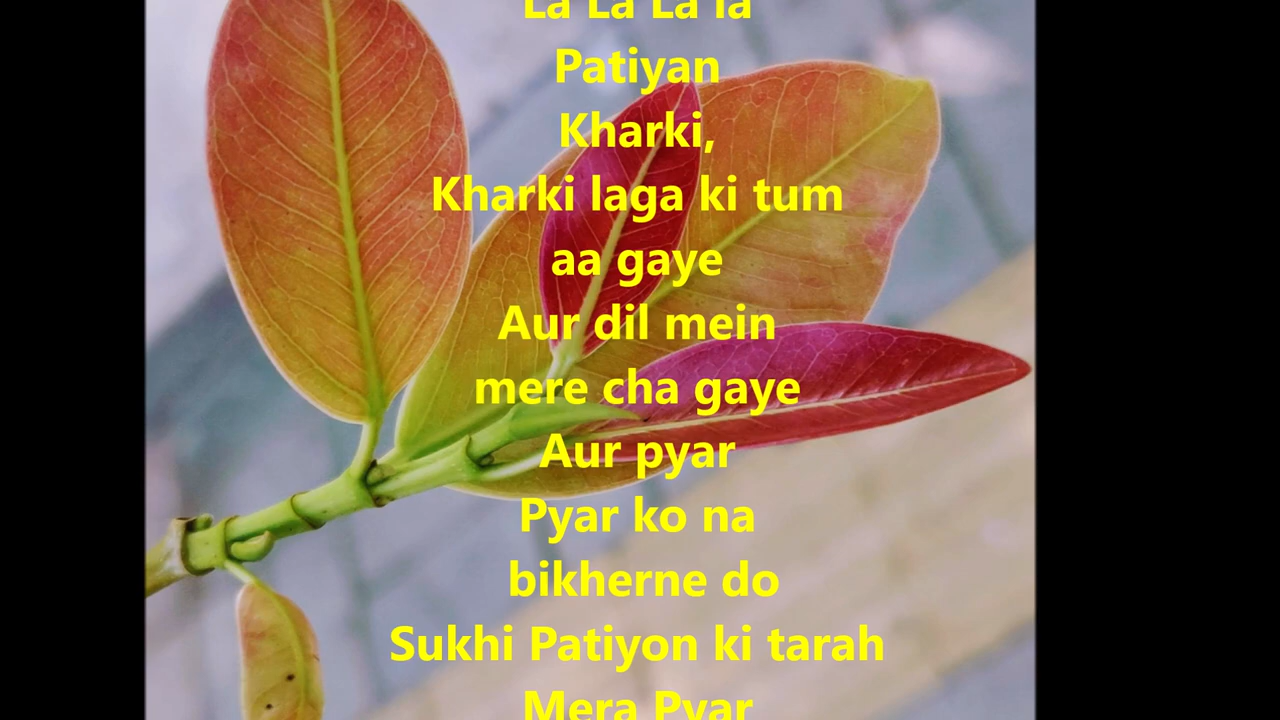 La La La la
Patiyan
Kharki,
Kharki laga ki tum
aa gaye
Aur dil mein
mere cha gaye
Aur pyar
Pyar ko na
bikherne do
Sukhi Patiyon ki tarah
Mera Pyar